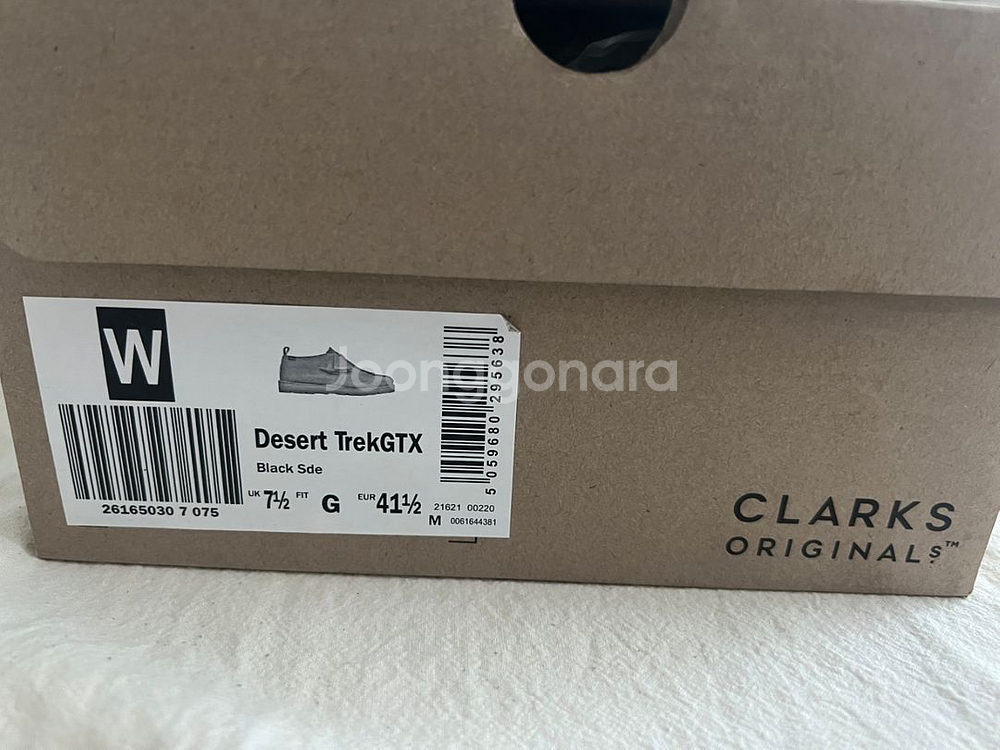 W
Joonggonara
Desert TrekGTX
Black Sde
UK 7½ FIT G EUR 41½
26165030 7 075
5 059680 295638
21621 00220
M 0061644381
CLARKS
ORIGINALS™